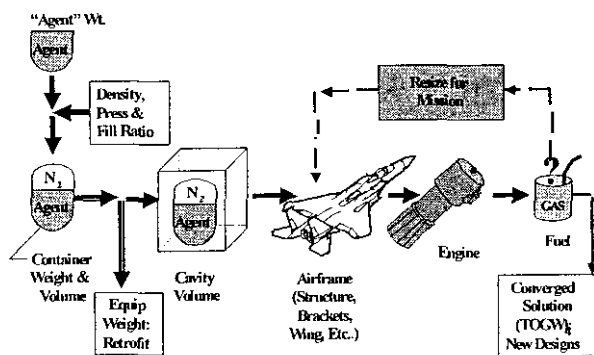 “Agent” Wt.
Agent
Density,
Press &
Fill Ratio
N₂
Agent
Container
Weight &
Volume
Equip
Weight:
Retrofit
N₂
Agent
Cavity
Volume
Airframe
(Structure,
Brackets,
Wing, Etc..)
Resize for
Mission
Engine
?
GAS
Fuel
Converged
Solution
(TOGW);
New Designs